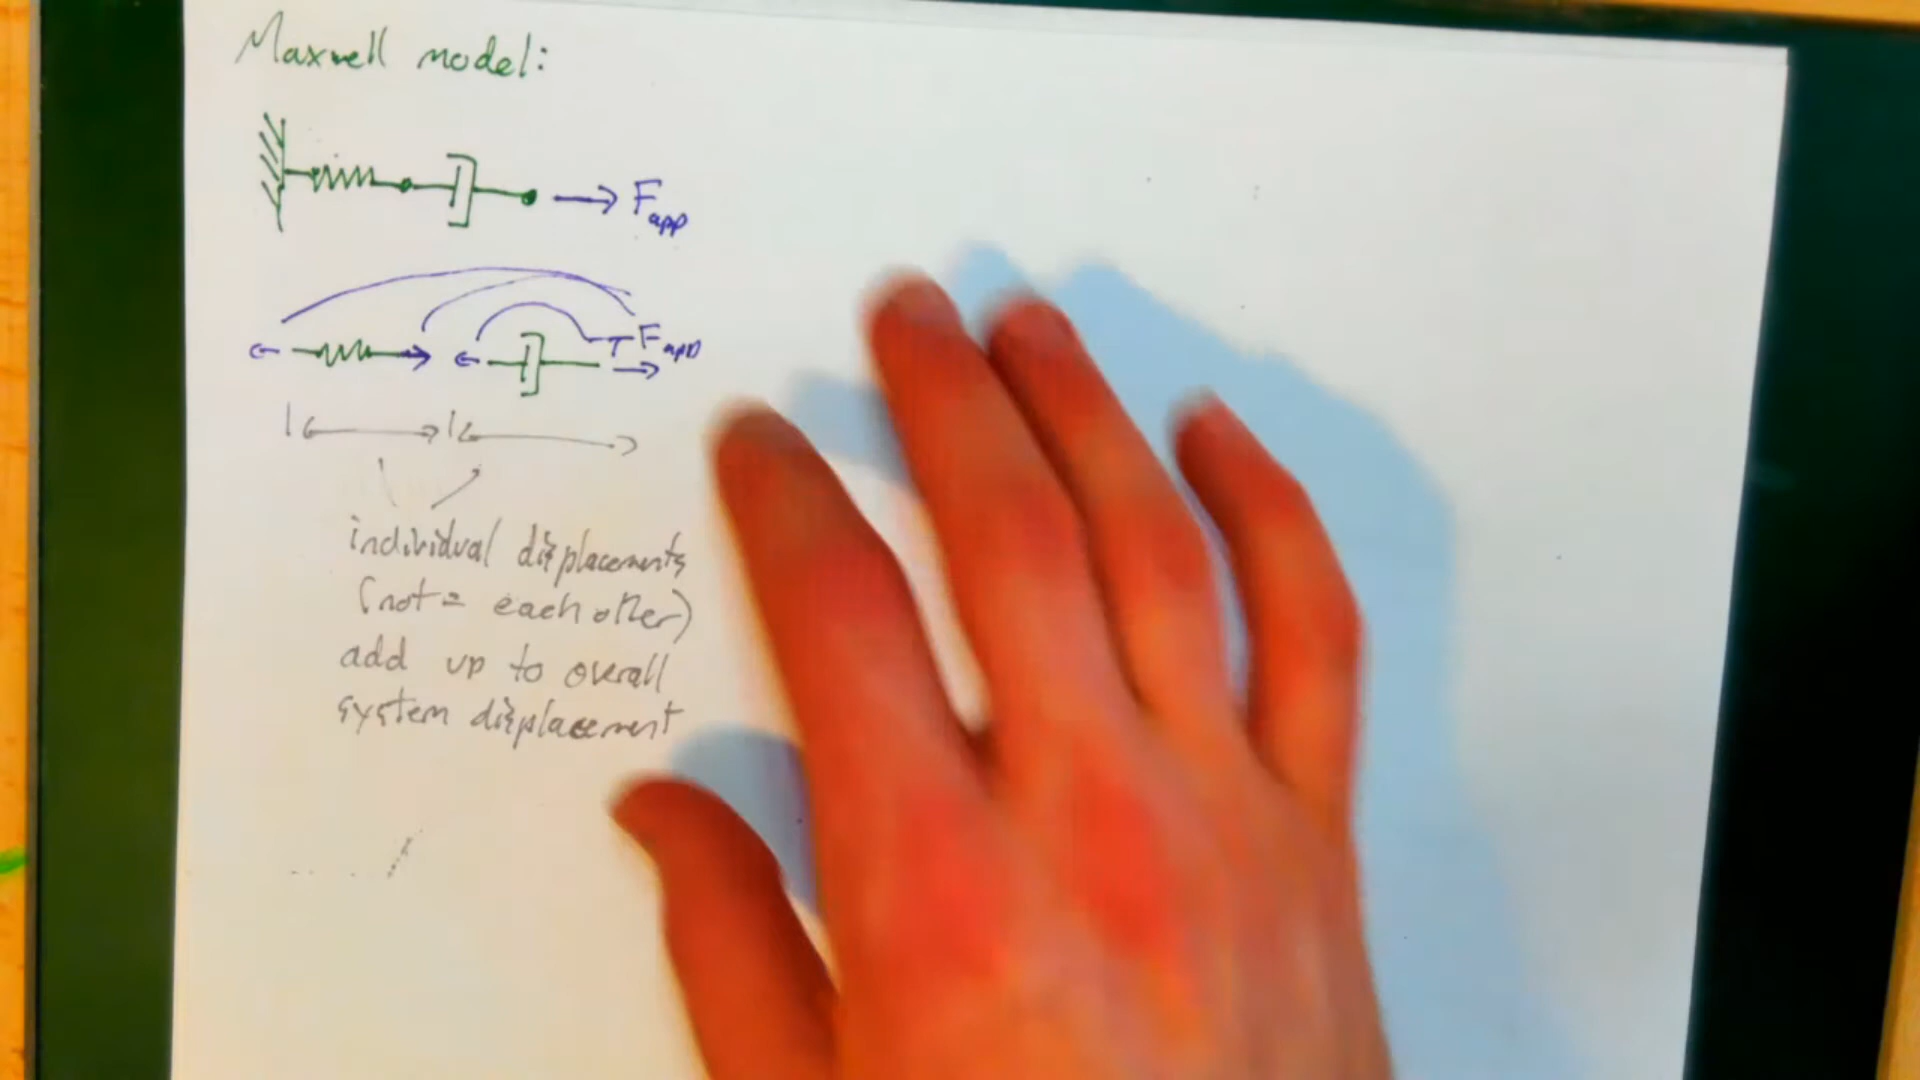 Maxwell model:
Fapp
Fapp
individual displacements
(not = each other)
add up to overall
system displacement